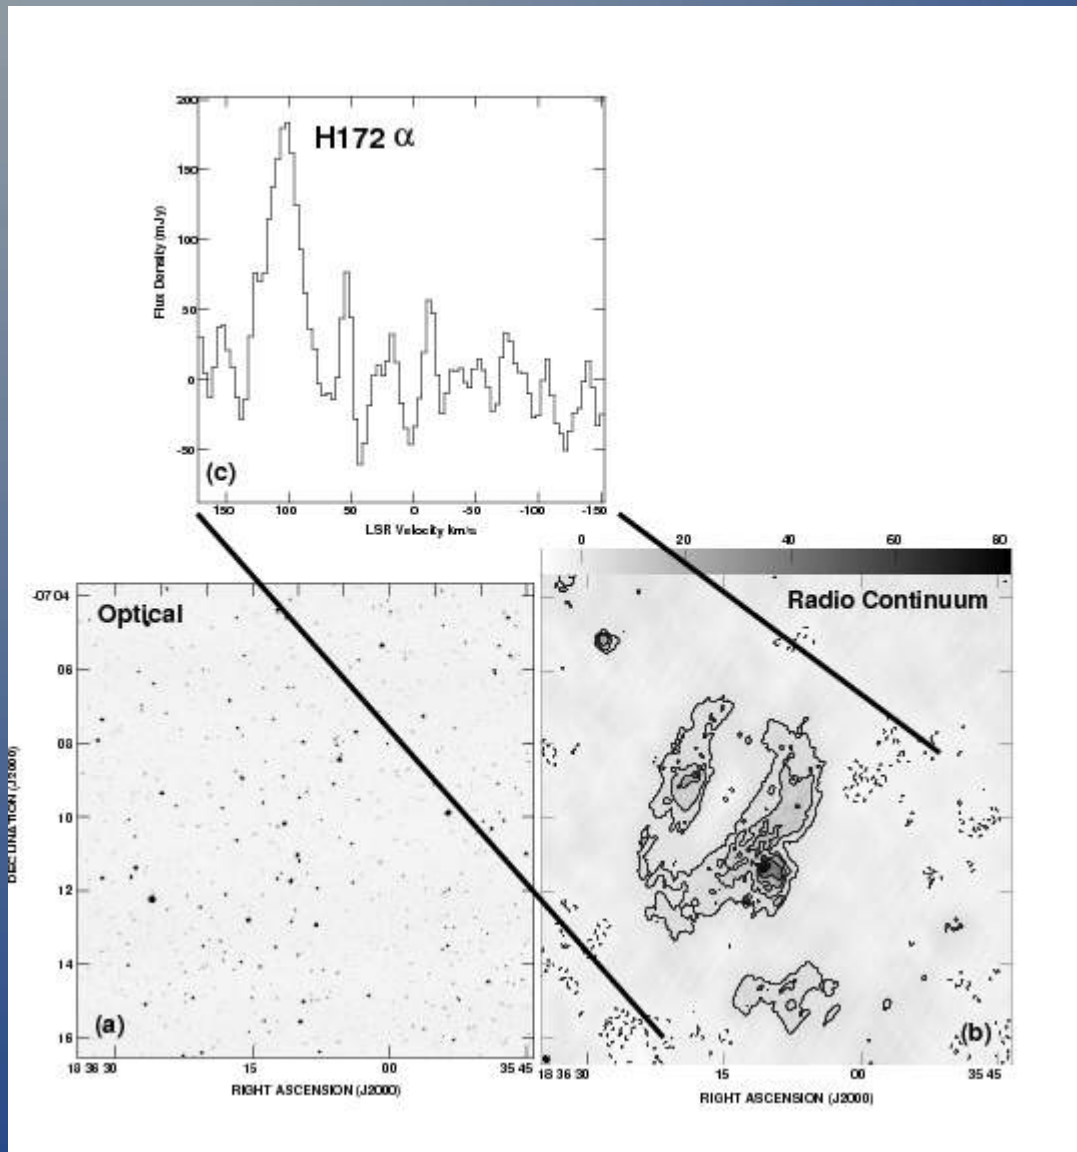 200
150
100
50
0
-50
H172 α
Flux Density (mJy)
(c)
150 100 50 0 -50 -100 -150
LSR Velocity km/s
0 20 40 60 80
-07 04
06
08
10
12
14
16
Optical
Radio Continuum
DECLINATION (J2000)
(a)
(b)
18 36 30 15 00 35 45
18 36 30 15 00 35 45
RIGHT ASCENSION (J2000)
RIGHT ASCENSION (J2000)